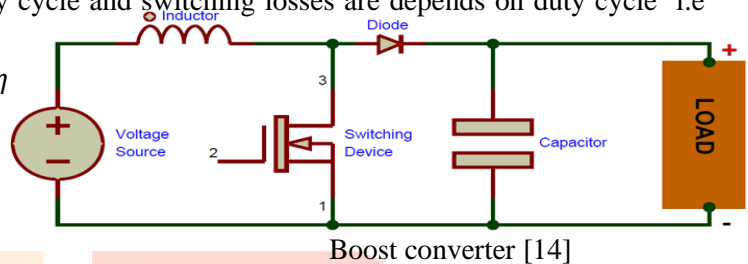 y cycle and switching losses are depends on duty cycle i.e
Inductor
Diode
+
η
3
+
Voltage
Source
2
Switching
Device
Capacitor
LOAD
1
-
Boost converter [14]